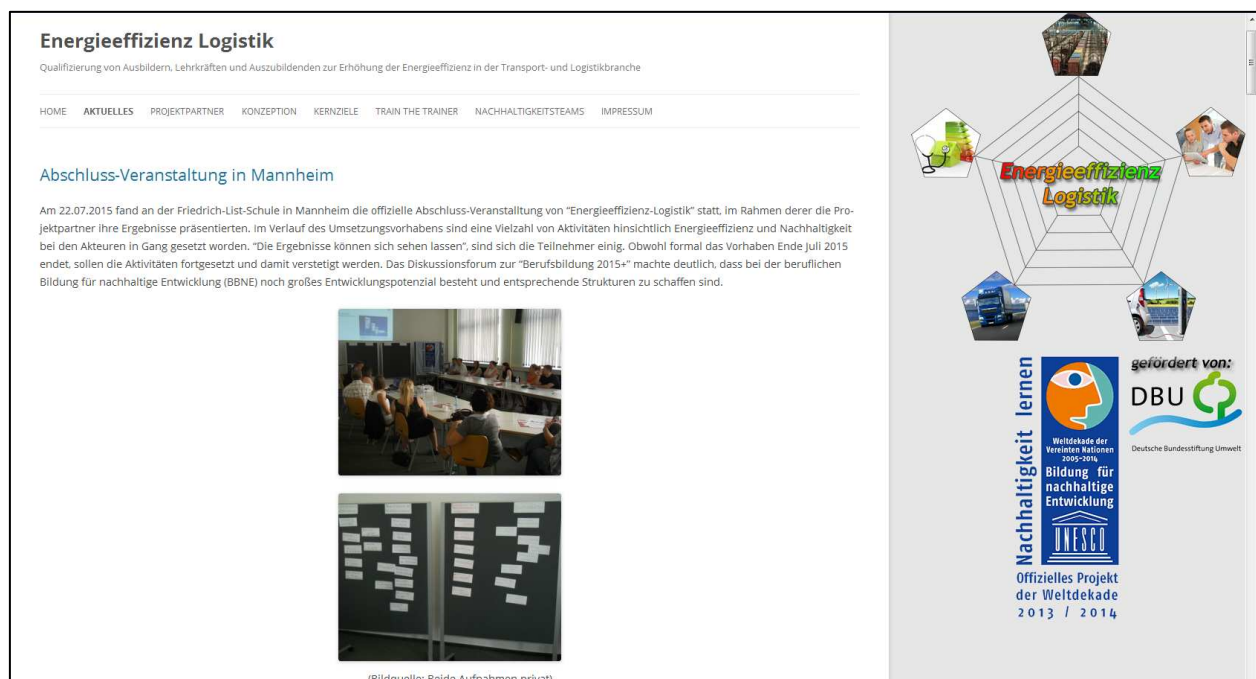 Energieeffizienz Logistik
Qualifizierung von Ausbildern, Lehrkräften und Auszubildenden zur Erhöhung der Energieeffizienz in der Transport- und Logistikbranche
HOME AKTUELLES PROJEKTPARTNER KONZEPTION KERNZIELE TRAIN THE TRAINER NACHHALTIGKEITSTEAMS IMPRESSUM
Abschluss-Veranstaltung in Mannheim
Am 22.07.2015 fand an der Friedrich-List-Schule in Mannheim die offizielle Abschluss-Veranstalltung von “Energieeffizienz-Logistik” statt, im Rahmen derer die Pro-
jektpartner ihre Ergebnisse präsentierten. Im Verlauf des Umsetzungsvorhabens sind eine Vielzahl von Aktivitäten hinsichtlich Energieeffizienz und Nachhaltigkeit
bei den Akteuren in Gang gesetzt worden. “Die Ergebnisse können sich sehen lassen”, sind sich die Teilnehmer einig. Obwohl formal das Vorhaben Ende Juli 2015
endet, sollen die Aktivitäten fortgesetzt und damit verstetigt werden. Das Diskussionsforum zur “Berufsbildung 2015+” machte deutlich, dass bei der beruflichen
Bildung für nachhaltige Entwicklung (BBNE) noch großes Entwicklungspotenzial besteht und entsprechende Strukturen zu schaffen sind.
(Bildquelle: Beide Aufnahmen privat)
Energieeffizienz
Logistik
Nachhaltigkeit lernen
Weltdekade der
Vereinten Nationen
2005-2014
Bildung für
nachhaltige
Entwicklung
UNESCO
Offizielles Projekt
der Weltdekade
2013 / 2014
gefördert von:
DBU
Deutsche Bundesstiftung Umwelt